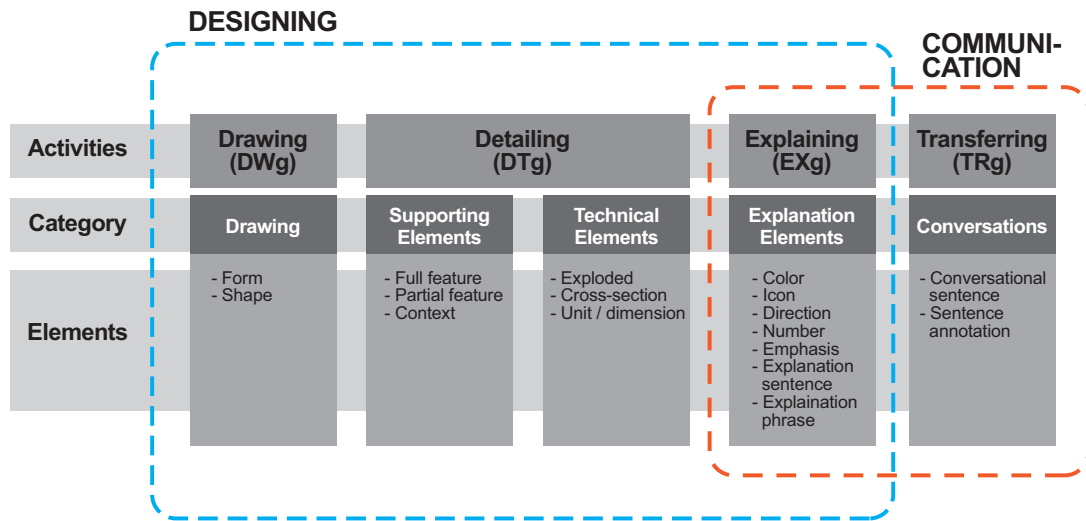 DESIGNING
COMMUNI-
CATION
Activities
Drawing
(DWg)
Detailing
(DTg)
Explaining
(EXg)
Transferring
(TRg)
Category
Drawing
Supporting
Elements
Technical
Elements
Explanation
Elements
Conversations
Elements
- Form
- Shape
- Full feature
- Partial feature
- Context
- Exploded
- Cross-section
- Unit / dimension
- Color
- Icon
- Direction
- Number
- Emphasis
- Explanation
sentence
- Explaination
phrase
- Conversational
sentence
- Sentence
annotation